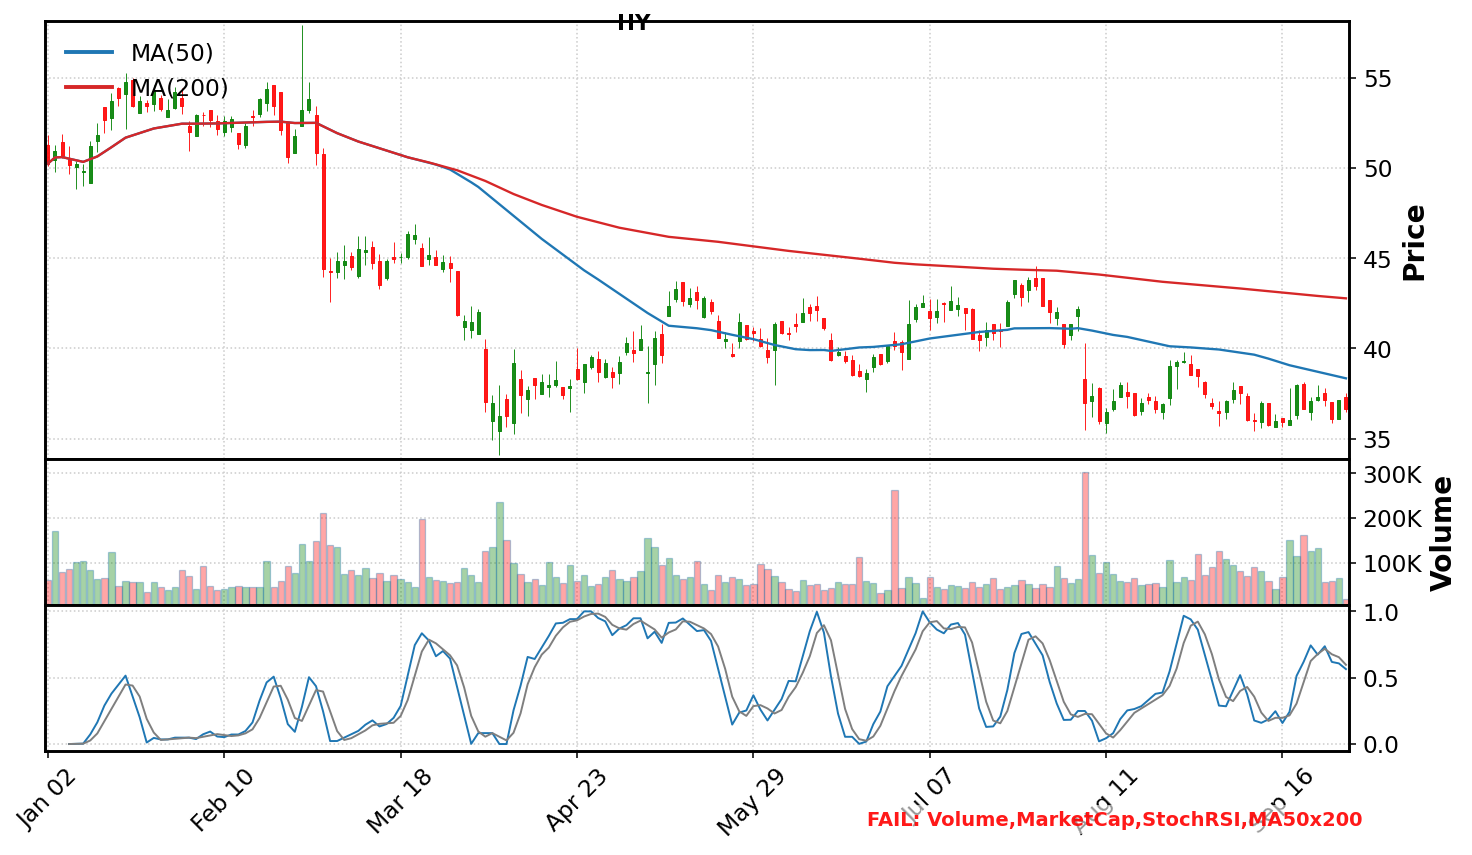 HY
MA(50)
MA(200)
55
50
45
40
35
Price
300K
200K
100K
Volume
1.0
0.5
0.0
Jan 02
Feb 10
Mar 18
Apr 23
May 29
Jul 07
Aug 11
Sep 16
FAIL: Volume,MarketCap,StochRSI,MA50x200